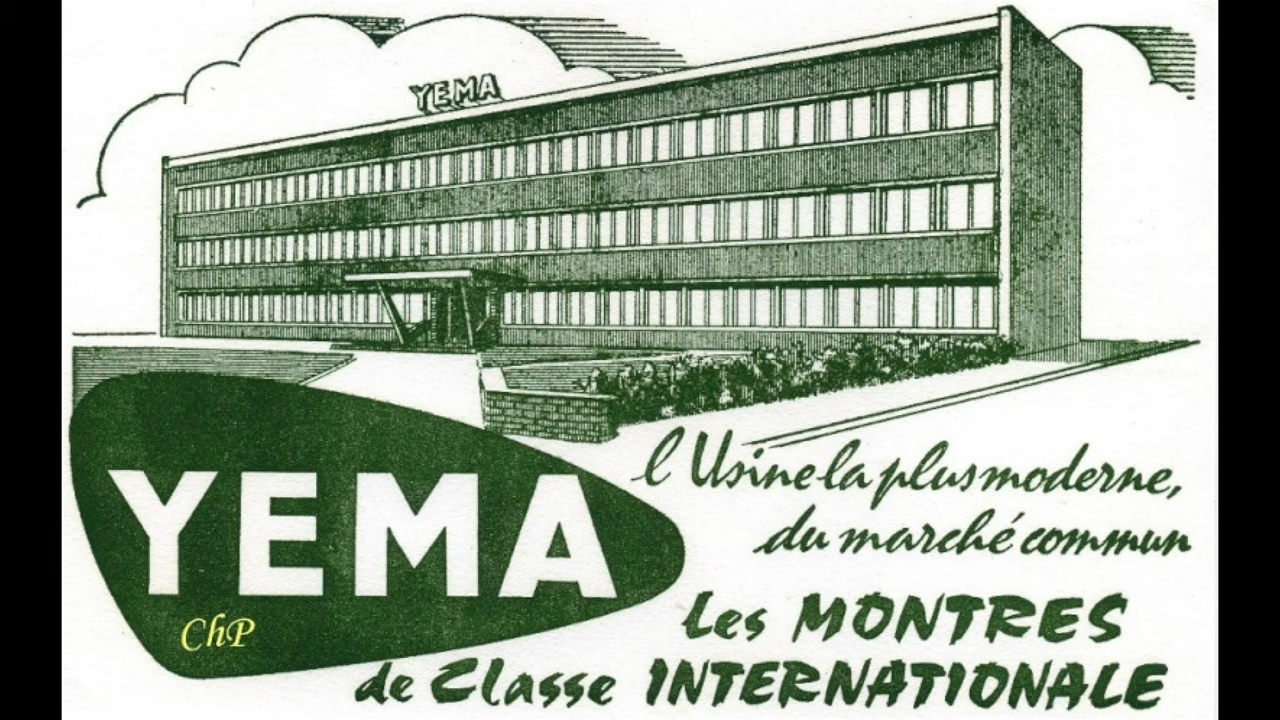 YEMA
l'Usine la plus moderne,
du marché commun
YEMA
ChP
Les MONTRES
de Classe INTERNATIONALE